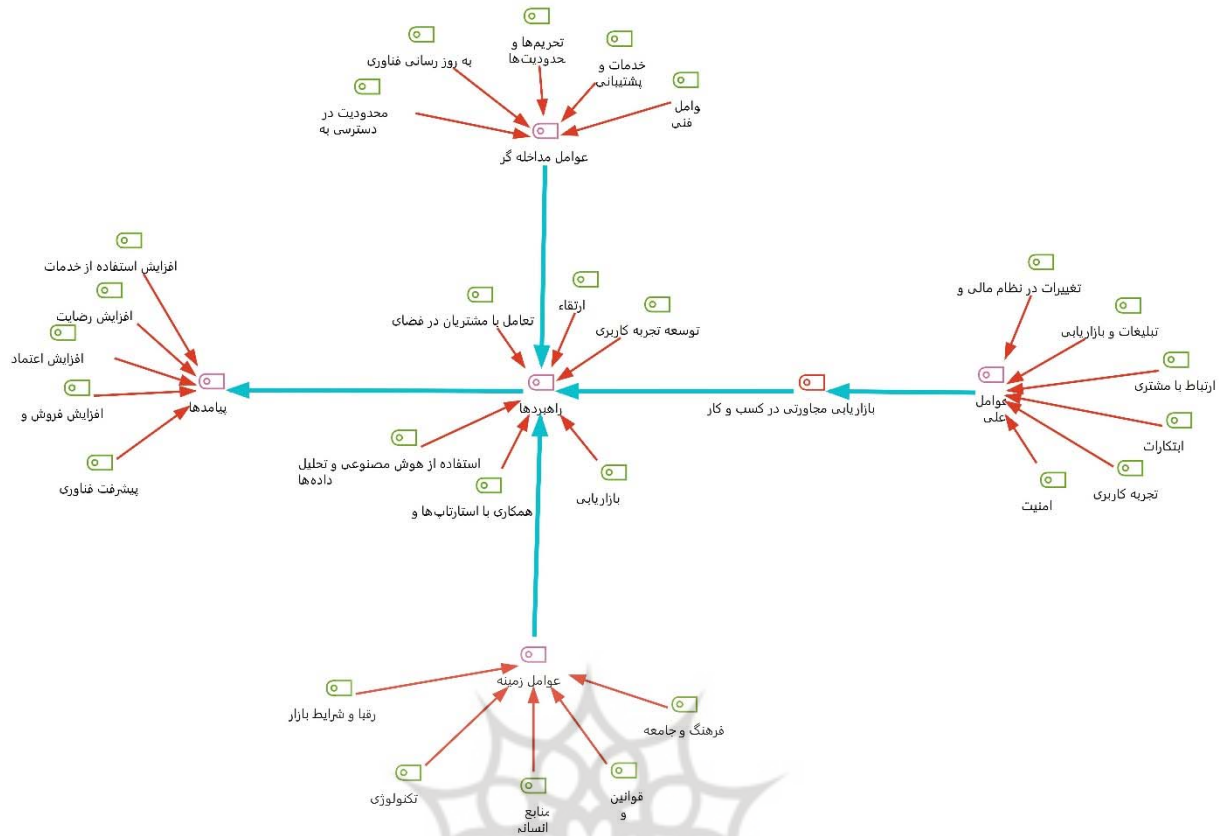 تحریم‌ها و
محدودیت‌ها
به روز رسانی فناوری
خدمات و
پشتیبانی
محدودیت در
دسترسی به
وامل
فنی
عوامل مداخله گر
افزایش استفاده از خدمات
افزایش رضایت
افزایش اعتماد
افزایش فروش و
پیشرفت فناوری
پیامدها
تعامل با مشتریان در فضای
ارتقاء
توسعه تجربه کاربری
راهبردها
استفاده از هوش مصنوعی و تحلیل
داده‌ها
همکاری با استارتاپ‌ها و
بازاریابی
بازاریابی مجاورتی در کسب و کار
تغییرات در نظام مالی و
تبلیغات و بازاریابی
ارتباط با مشتری
ابتکارات
تجربه کاربری
امنیت
عوامل
علی
عوامل زمینه
رقبا و شرایط بازار
فرهنگ و جامعه
تکنولوژی
منابع
انسانی
قوانین
و